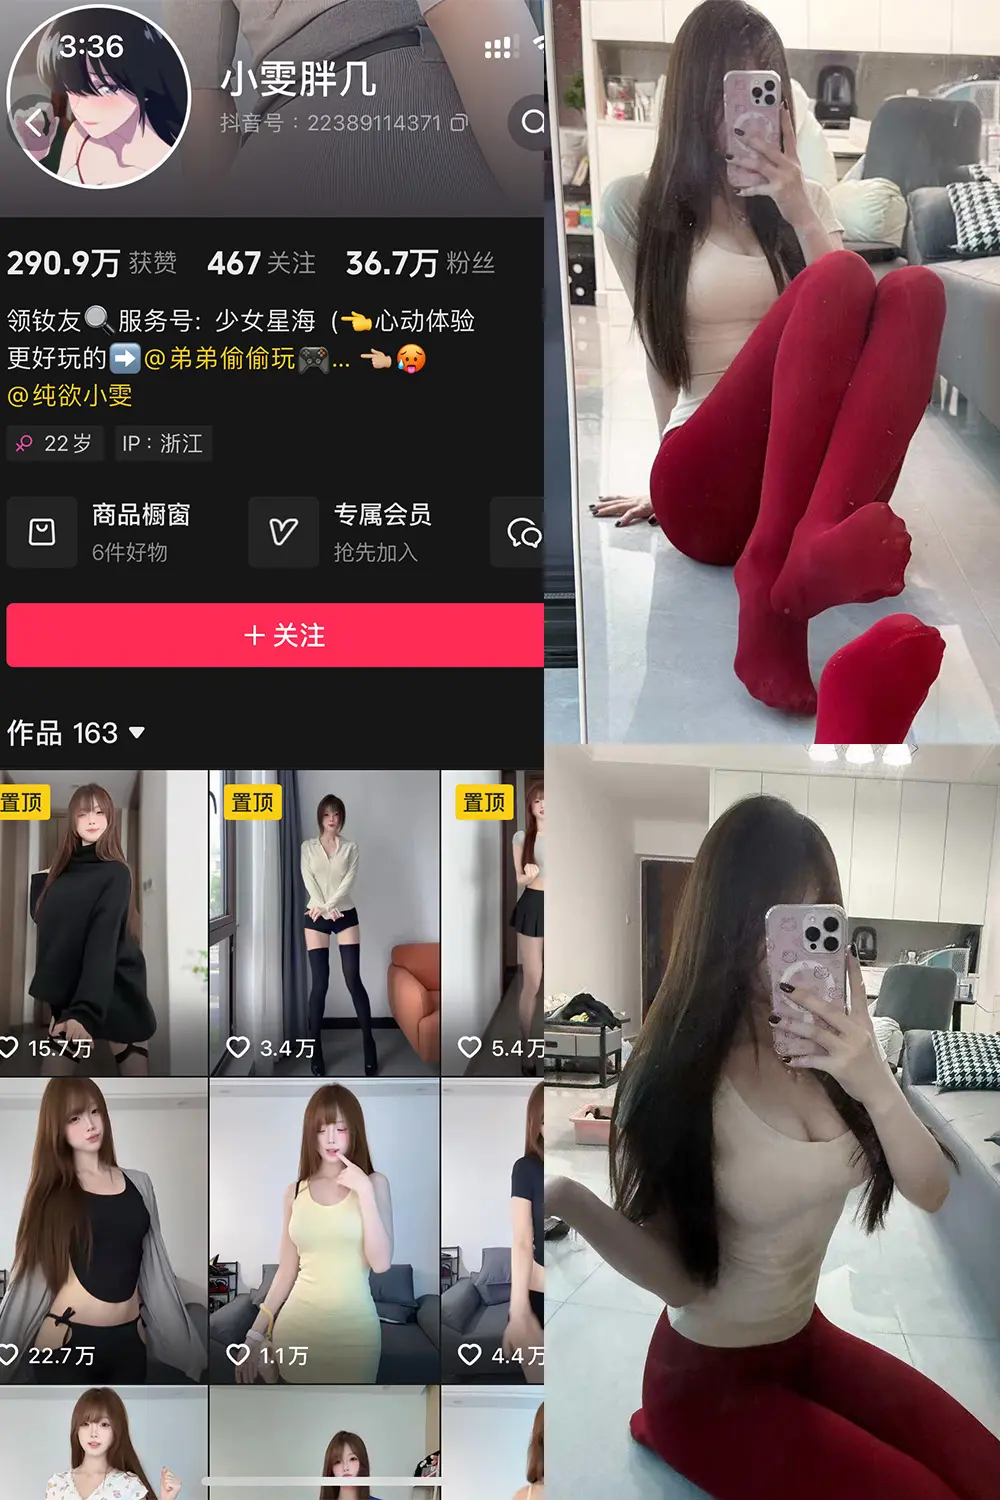 3:36
小雯胖几
抖音号：22389114371
290.9万 获赞 467 关注 36.7万 粉丝
领钕友🔍服务号: 少女星海（👈心动体验
更好玩的➡️@弟弟偷偷玩🎮... 👈🏻🥵
@纯欲小雯
22岁 IP：浙江
商品橱窗 专属会员
6件好物 抢先加入
＋关注
作品 163
置顶 置顶 置顶
15.7万 3.4万 5.4万
22.7万 1.1万 4.4万